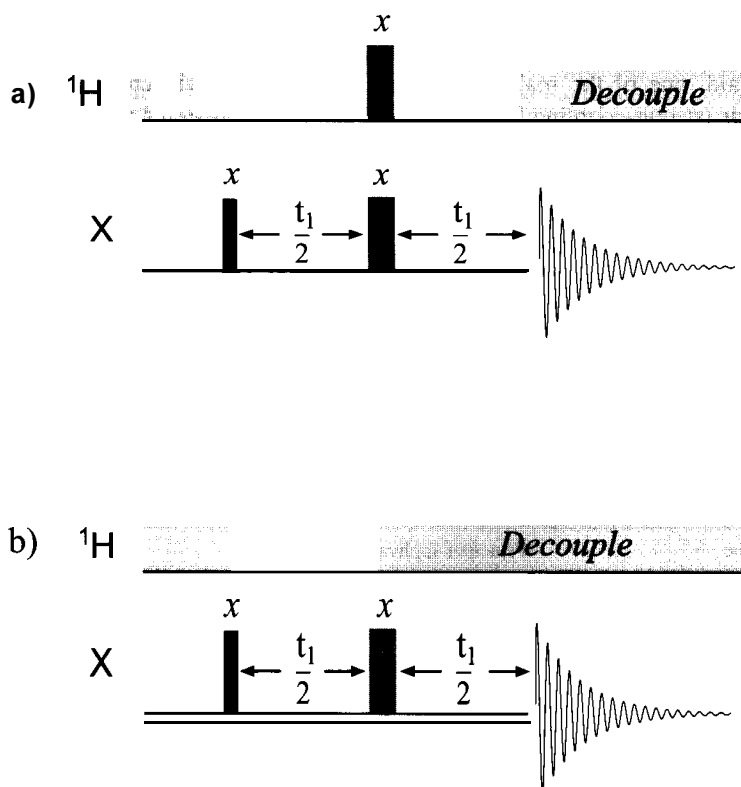 x
a) ¹H Decouple
x x
X t₁/2 t₁/2
b) ¹H Decouple
x x
X t₁/2 t₁/2